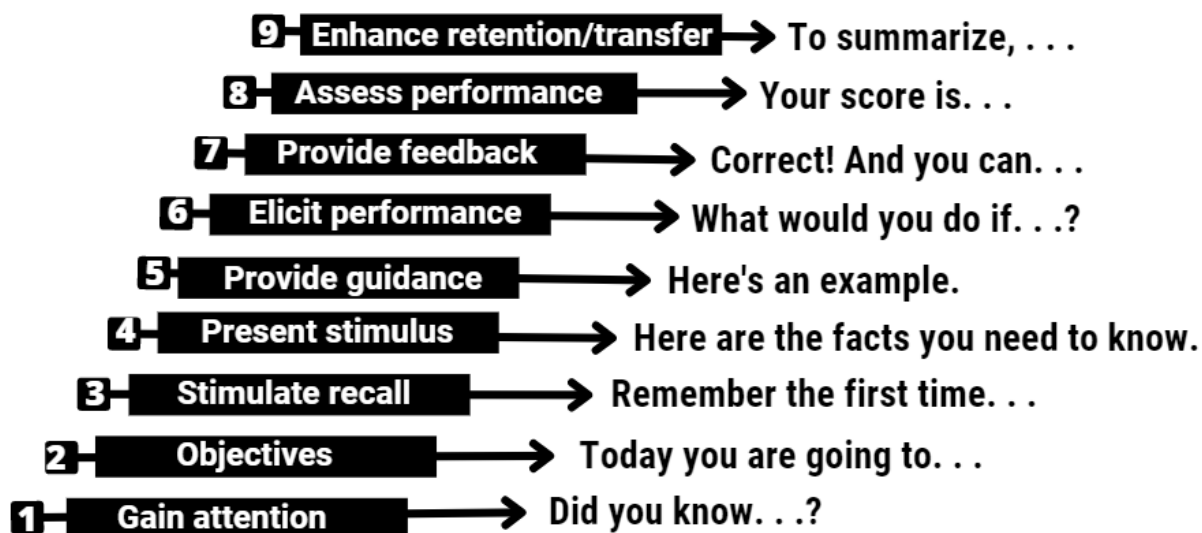 9 Enhance retention/transfer To summarize, . . .
8 Assess performance Your score is. . .
7 Provide feedback Correct! And you can. . .
6 Elicit performance What would you do if. . .?
5 Provide guidance Here's an example.
4 Present stimulus Here are the facts you need to know.
3 Stimulate recall Remember the first time. . .
2 Objectives Today you are going to. . .
1 Gain attention Did you know. . .?